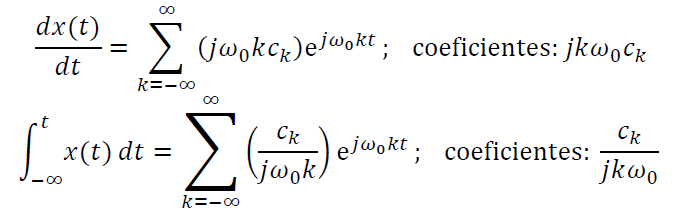 dx(t)/dt = ∑_{k=−∞}^{∞} (jω₀kc_k)e^{jω₀kt} ; coeficientes: jkω₀c_k
∫_{−∞}^{t} x(t) dt = ∑_{k=−∞}^{∞} (c_k/(jω₀k)) e^{jω₀kt} ; coeficientes: c_k/(jkω₀)